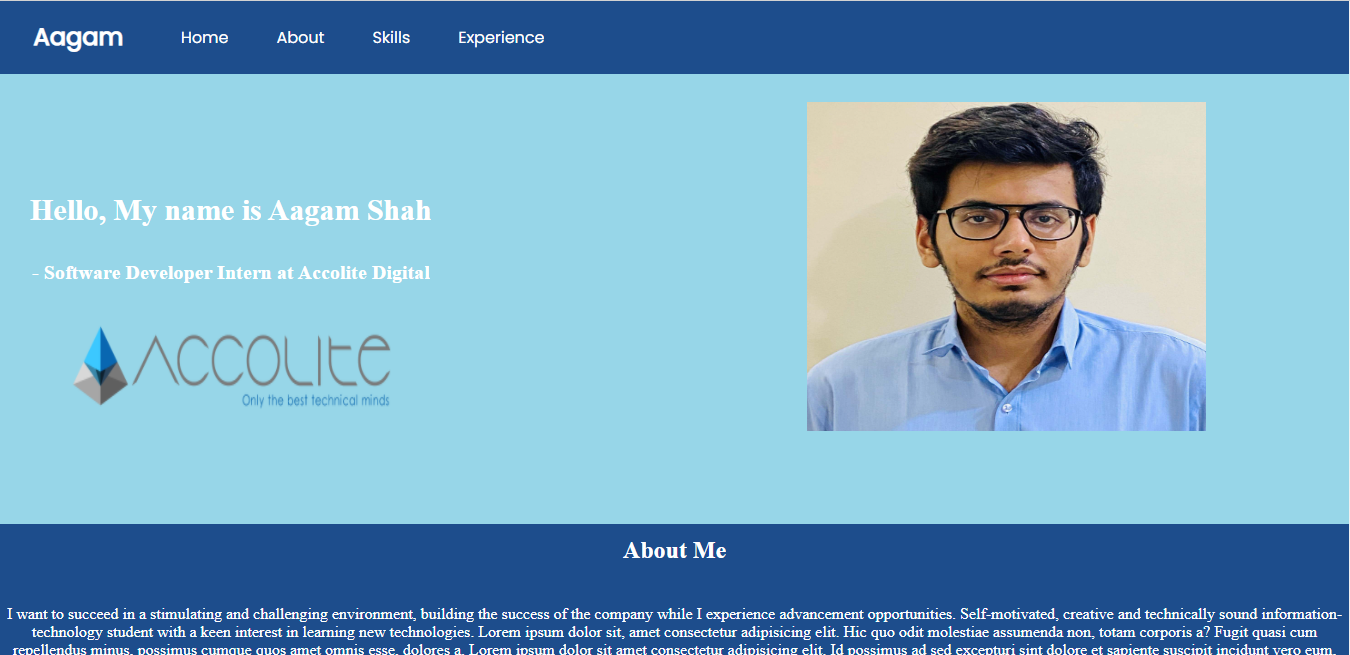 Aagam
Home
About
Skills
Experience
Hello, My name is Aagam Shah
- Software Developer Intern at Accolite Digital
ACCOLITE
Only the best technical minds
About Me
I want to succeed in a stimulating and challenging environment, building the success of the company while I experience advancement opportunities. Self-motivated, creative and technically sound information-
technology student with a keen interest in learning new technologies. Lorem ipsum dolor sit, amet consectetur adipisicing elit. Hic quo odit molestiae assumenda non, totam corporis a? Fugit quasi cum
repellendus minus, possimus cumque quos amet omnis esse, dolores a. Lorem ipsum dolor sit amet consectetur adipisicing elit. Id possimus ad sed excepturi sint dolore et sapiente suscipit incidunt vero eum,